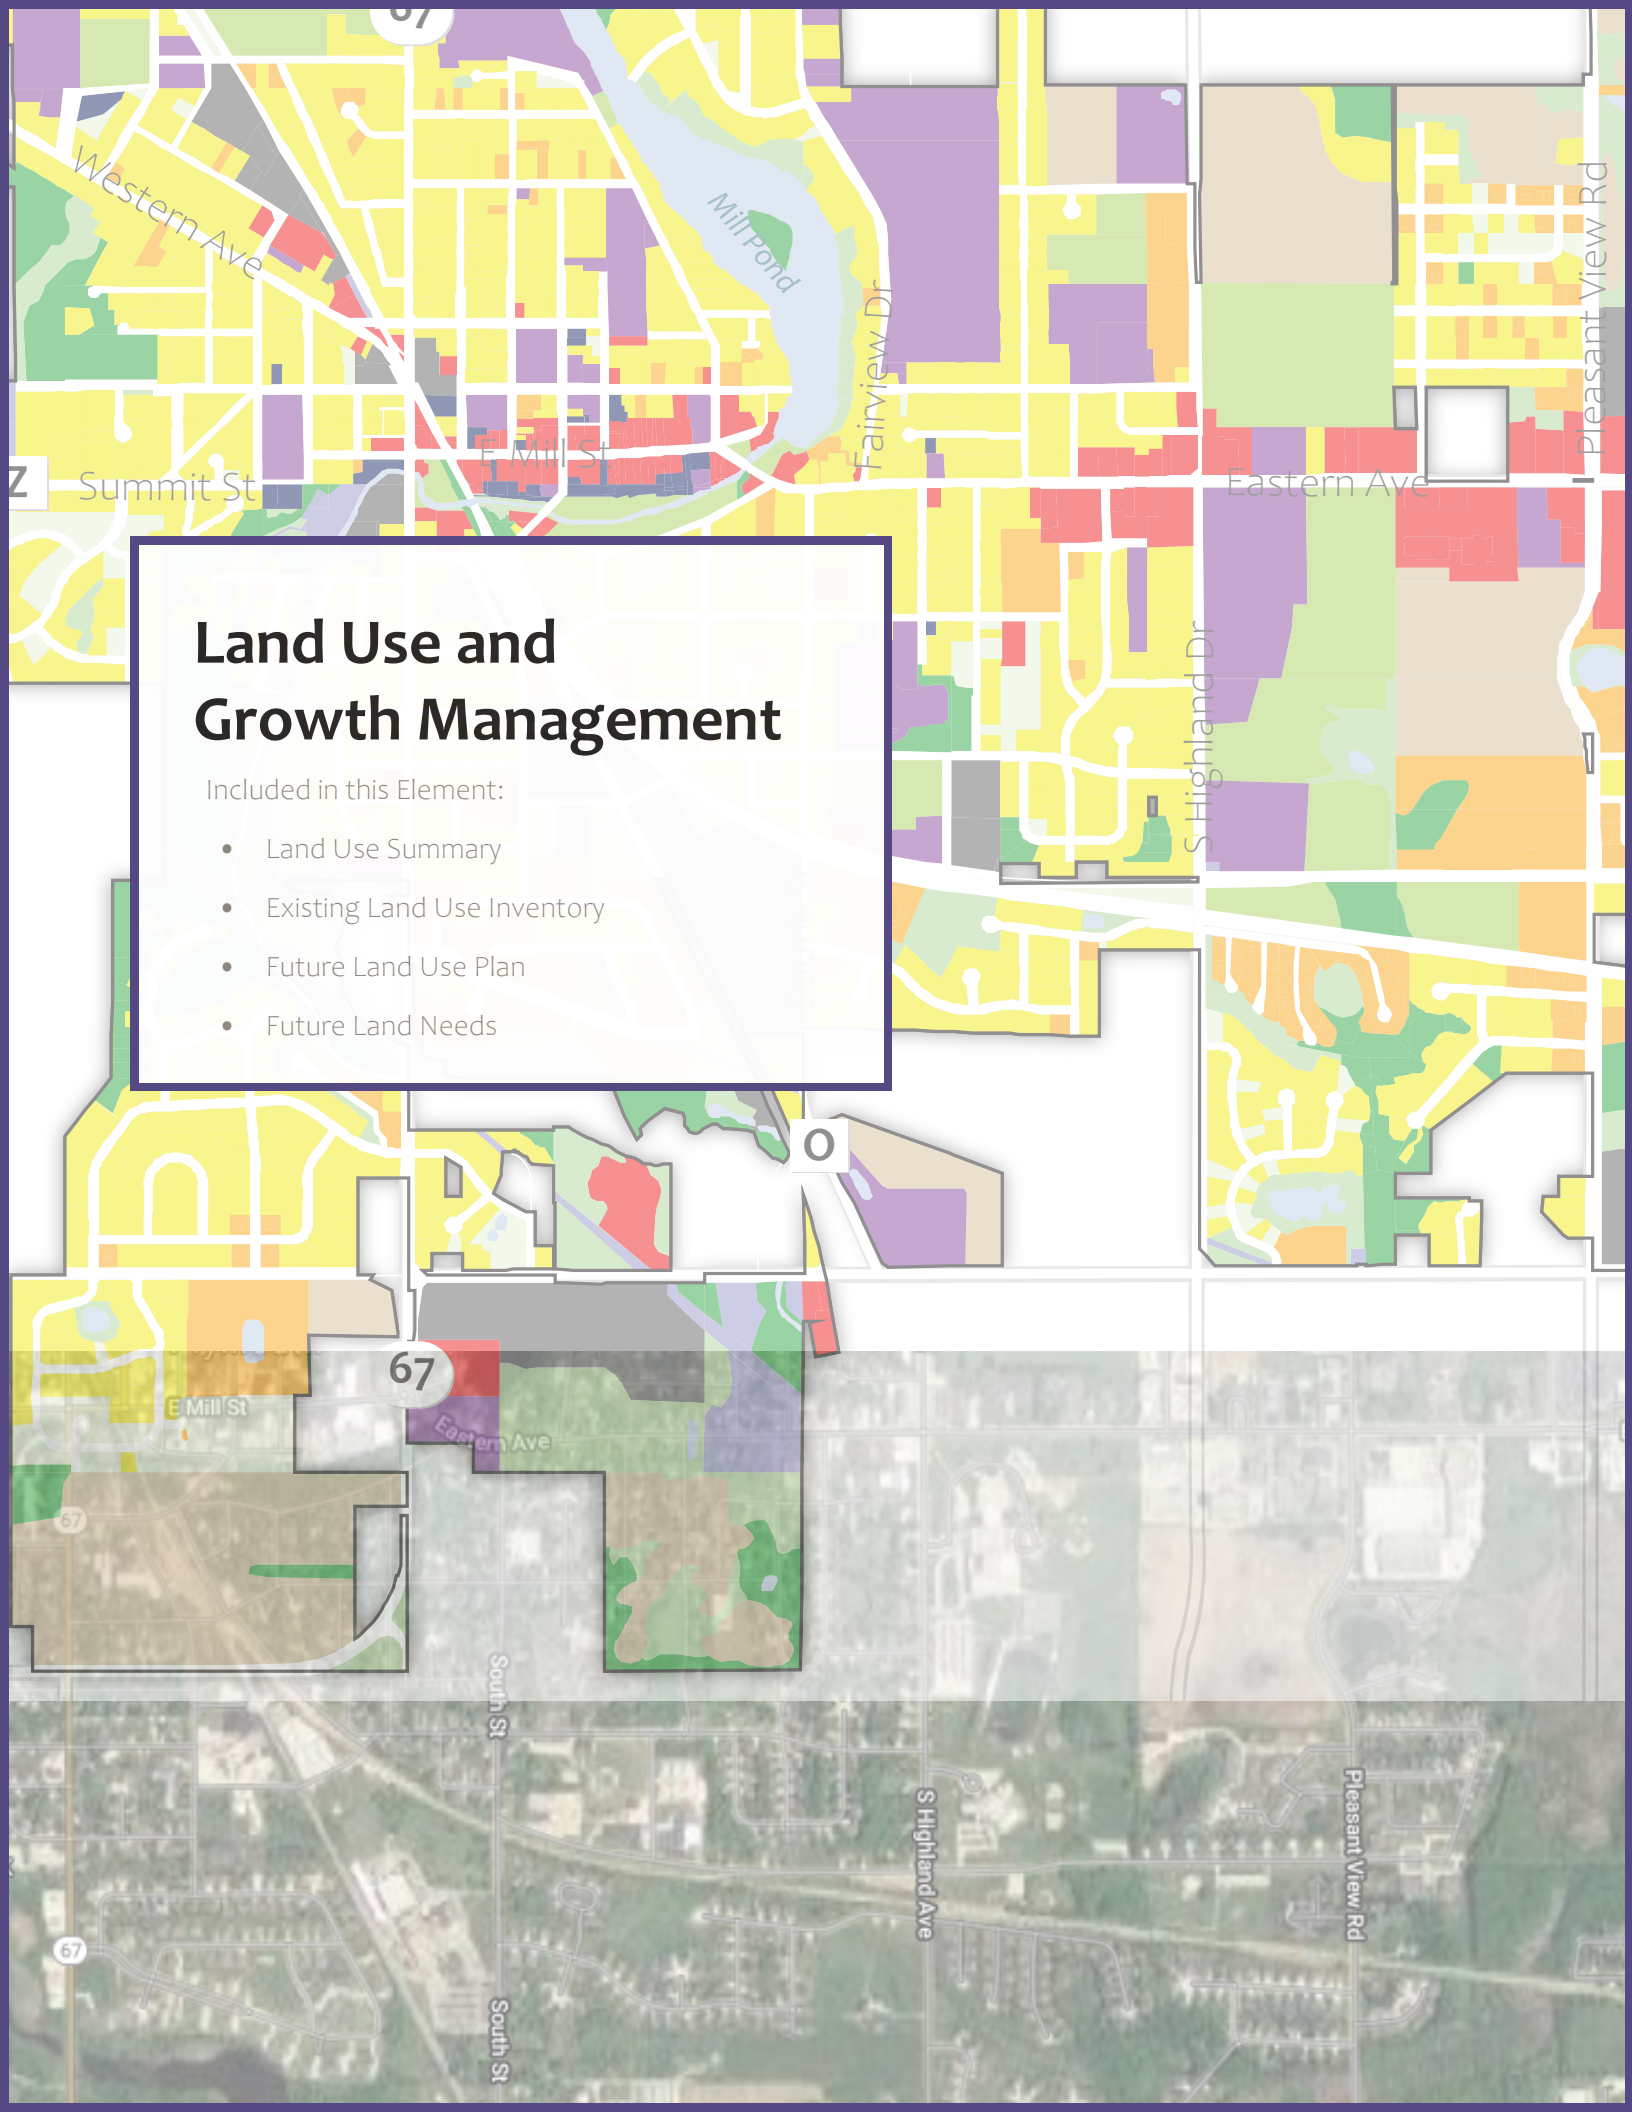 67
Western Ave
Mill Pond
Pleasant View Rd
Fairview Dr
E Mill St
Z
Summit St
Eastern Ave
Land Use and
Growth Management
S Highland Dr
Included in this Element:
• Land Use Summary
• Existing Land Use Inventory
• Future Land Use Plan
• Future Land Needs
O
67
E Mill St
Eastern Ave
67
South St
S Highland Ave
Pleasant View Rd
67
South St